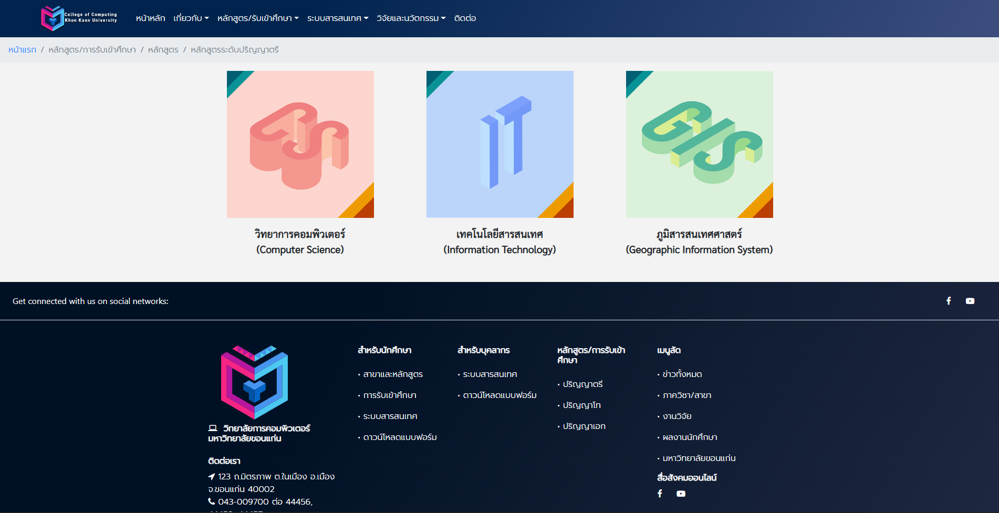 College of Computing
Khon Kaen University
หน้าหลัก เกี่ยวกับ หลักสูตร/รับเข้าศึกษา ระบบสารสนเทศ วิจัยและนวัตกรรม ติดต่อ
หน้าแรก / หลักสูตร/การรับเข้าศึกษา / หลักสูตร / หลักสูตรระดับปริญญาตรี
CS IT GIS
วิทยาการคอมพิวเตอร์
(Computer Science)
เทคโนโลยีสารสนเทศ
(Information Technology)
ภูมิสารสนเทศศาสตร์
(Geographic Information System)
Get connected with us on social networks:
วิทยาลัยการคอมพิวเตอร์
มหาวิทยาลัยขอนแก่น
ติดต่อเรา
123 ถ.มิตรภาพ ต.ในเมือง อ.เมือง
จ.ขอนแก่น 40002
043-009700 ต่อ 44456,
สำหรับนักศึกษา
• สาขาและหลักสูตร
• การรับเข้าศึกษา
• ระบบสารสนเทศ
• ดาวน์โหลดแบบฟอร์ม
สำหรับบุคลากร
• ระบบสารสนเทศ
• ดาวน์โหลดแบบฟอร์ม
หลักสูตร/การรับเข้า
ศึกษา
• ปริญญาตรี
• ปริญญาโท
• ปริญญาเอก
เมนูลัด
• ข่าวทั้งหมด
• ภาควิชา/สาขา
• งานวิจัย
• ผลงานนักศึกษา
• มหาวิทยาลัยขอนแก่น
สื่อสังคมออนไลน์